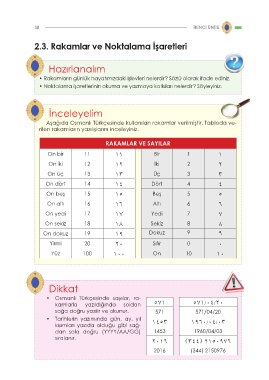 38
İKİNCİ ÜNİTE
2.3. Rakamlar ve Noktalama İşaretleri
Hazırlanalım
• Rakamların günlük hayatımızdaki işlevleri nelerdir? Sözlü olarak ifade ediniz.
• Noktalama işaretlerinin okuma ve yazmaya katkıları nelerdir? Söyleyiniz.
İnceleyelim
Aşağıda Osmanlı Türkçesinde kullanılan rakamlar verilmiştir. Tabloda ve-
rilen rakamların yazılışlarını inceleyiniz.
RAKAMLAR VE SAYILAR
On bir 11 ١١ Bir 1 ١
On iki 12 ١٢ İki 2 ٢
On üç 13 ١٣ Üç 3 ٣
On dört 14 ١٤ Dört 4 ٤
On beş 15 ١٥ Beş 5 ٥
On altı 16 ١٦ Altı 6 ٦
On yedi 17 ١٧ Yedi 7 ٧
On sekiz 18 ١٨ Sekiz 8 ٨
On dokuz 19 ١٩ Dokuz 9 ٩
Yirmi 20 ٢٠ Sıfır 0 ٠
Yüz 100 ١٠٠ On 10 ١٠
Dikkat
• Osmanlı Türkçesinde sayılar, ra-
kamlarla yazıldığında soldan
sağa doğru yazılır ve okunur.
• Tarihlerin yazımında gün, ay, yıl
kısımları yazıda olduğu gibi sağ-
dan sola doğru (YYYY/AA/GG)
sıralanır.
٥٧١ ٥٧١/٠٤/٢٠
571 571/04/20
١٤٥٣ ١٩٦٠/٠٤/٠٣
1453 1960/04/03
٢٠١٦ (٣٤٤) ٢١٥٠٩٧٦
2016 (344) 2150976